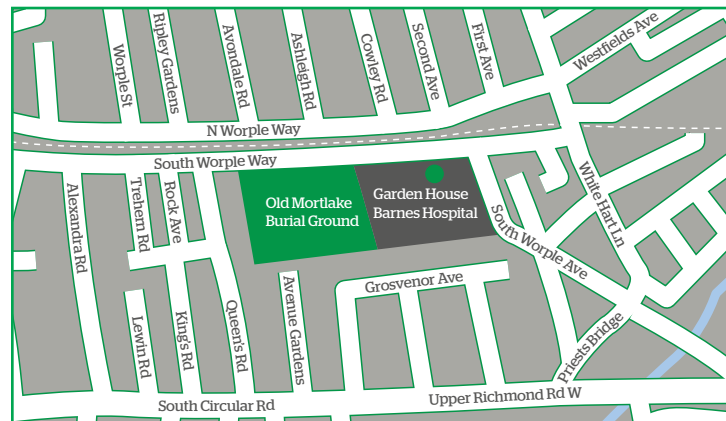 Worple St
Ripley Gardens
Avondale Rd
Ashleigh Rd
Cowley Rd
Second Ave
First Ave
Westfields Ave
N Worple Way
South Worple Way
White Hart Ln
Alexandra Rd
Trehern Rd
Rock Ave
Old Mortlake
Burial Ground
Garden House
Barnes Hospital
South Worple Ave
Grosvenor Ave
Lewin Rd
King's Rd
Queen's Rd
Avenue Gardens
Priests Bridge
South Circular Rd
Upper Richmond Rd W